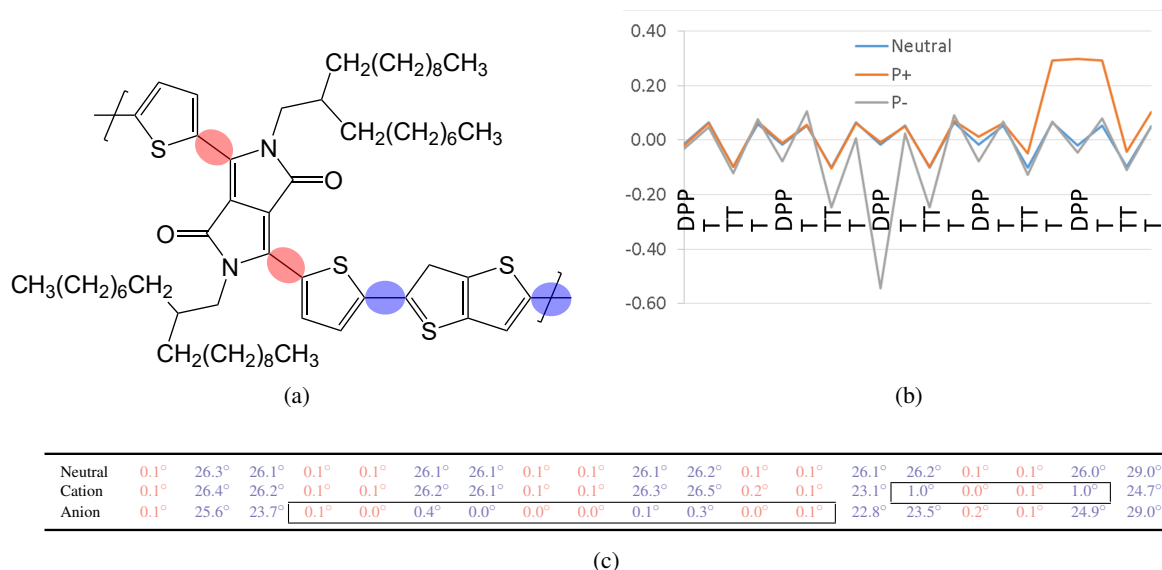 CH2(CH2)8CH3
CH2(CH2)6CH3
S
N
O
O
N
S
S
CH3(CH2)6CH2
S
CH2(CH2)8CH3
(a)
0.40
0.20
0.00
-0.20
-0.40
-0.60
Neutral
P+
P-
DPP T TT T DPP T TT T DPP T TT T DPP T TT T DPP T TT T
(b)
Neutral 0.1° 26.3° 26.1° 0.1° 0.1° 26.1° 26.1° 0.1° 0.1° 26.1° 26.2° 0.1° 0.1° 26.1° 26.2° 0.1° 0.1° 26.0° 29.0°
Cation 0.1° 26.4° 26.2° 0.1° 0.1° 26.2° 26.1° 0.1° 0.1° 26.3° 26.5° 0.2° 0.1° 23.1° 1.0° 0.0° 0.1° 1.0° 24.7°
Anion 0.1° 25.6° 23.7° 0.1° 0.0° 0.4° 0.0° 0.0° 0.0° 0.1° 0.3° 0.0° 0.1° 22.8° 23.5° 0.2° 0.1° 24.9° 29.0°
(c)